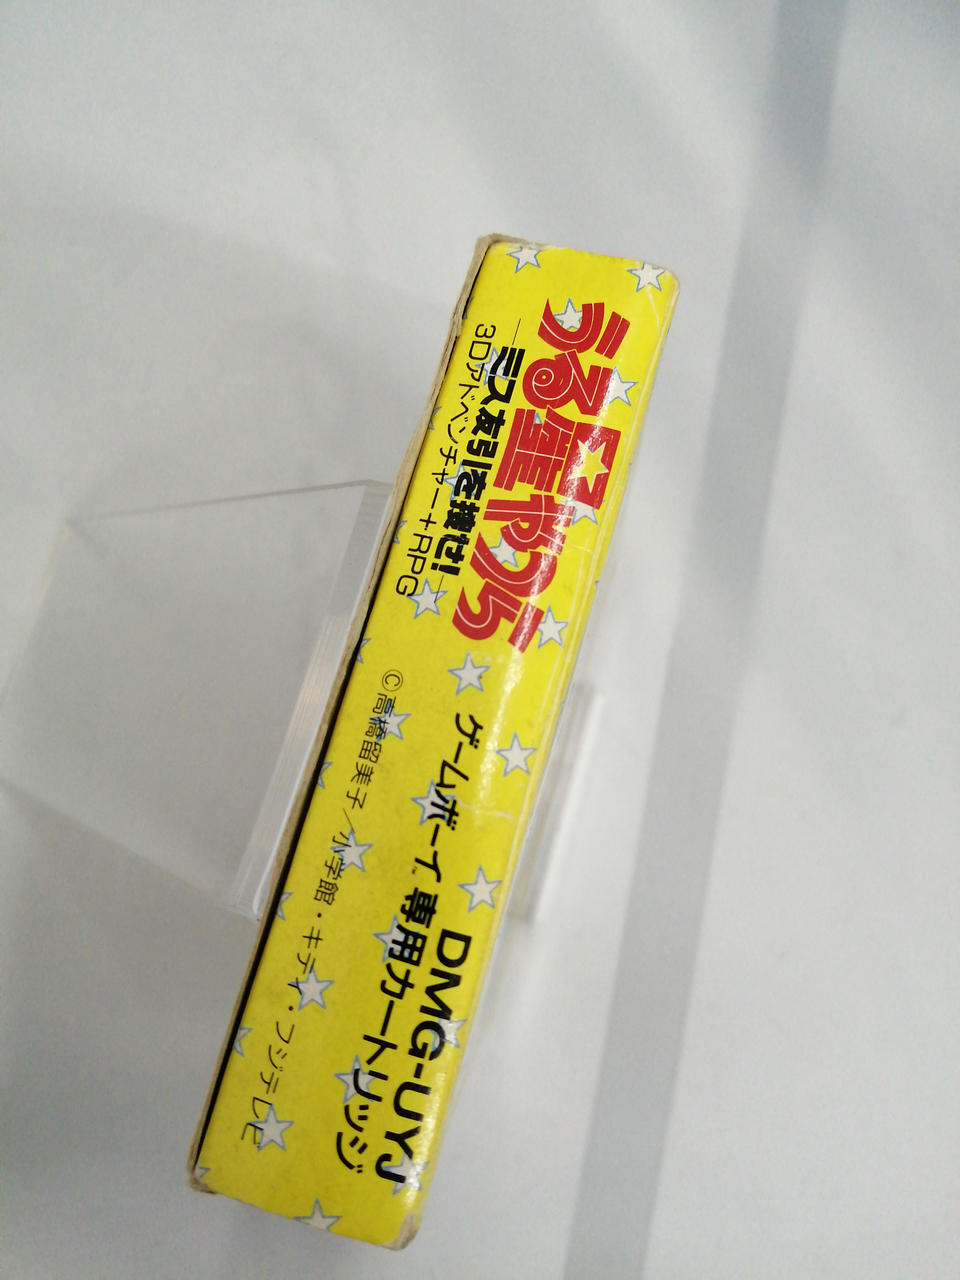 うる星やつら
―ミス友引を捜せ!―
3Dアドベンチャー+RPG
DMG-UYJ
ゲームボーイ™専用カートリッジ
©高橋留美子/小学館・キティ・フジテレビ